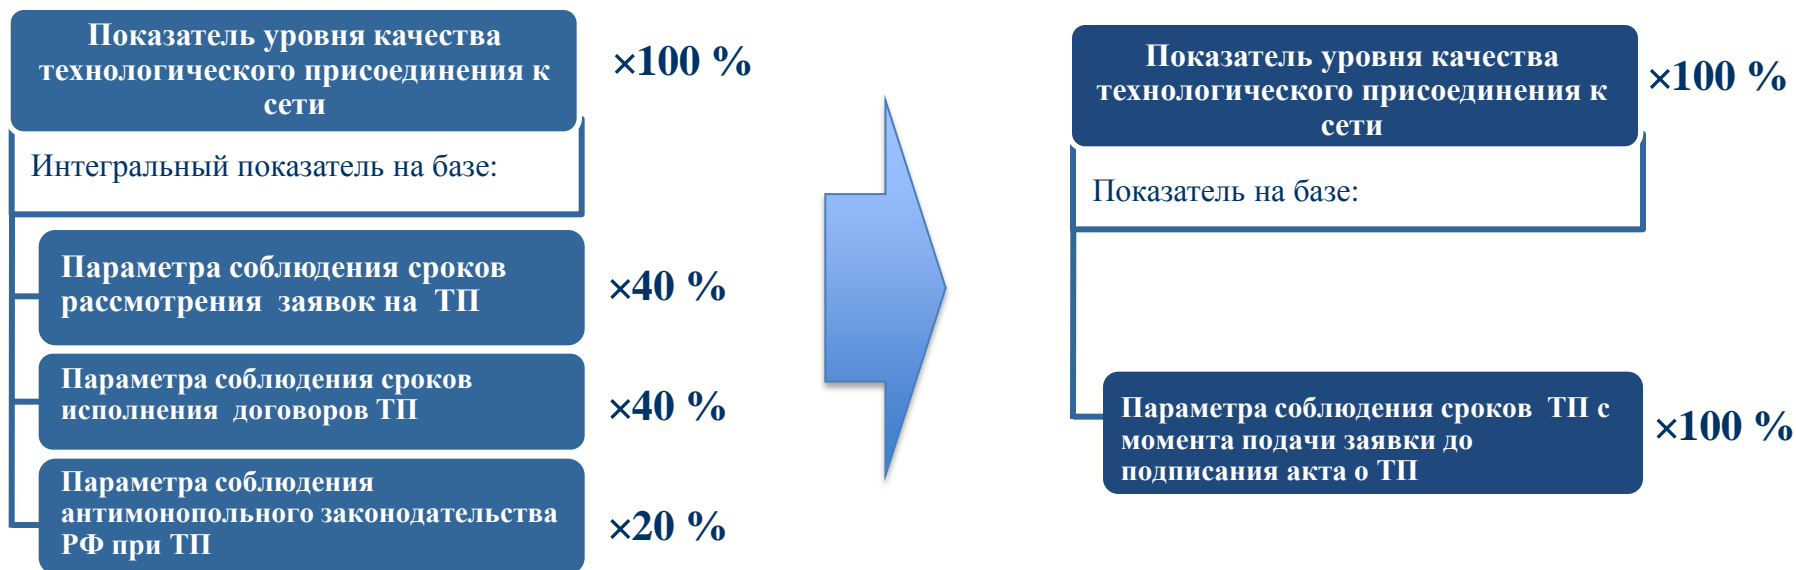 Показатель уровня качества
технологического присоединения к
сети
×100 %
Интегральный показатель на базе:
Параметра соблюдения сроков
рассмотрения заявок на ТП
×40 %
Параметра соблюдения сроков
исполнения договоров ТП
×40 %
Параметра соблюдения
антимонопольного законодательства
РФ при ТП
×20 %
Показатель уровня качества
технологического присоединения к
сети
×100 %
Показатель на базе:
Параметра соблюдения сроков ТП с
момента подачи заявки до
подписания акта о ТП
×100 %